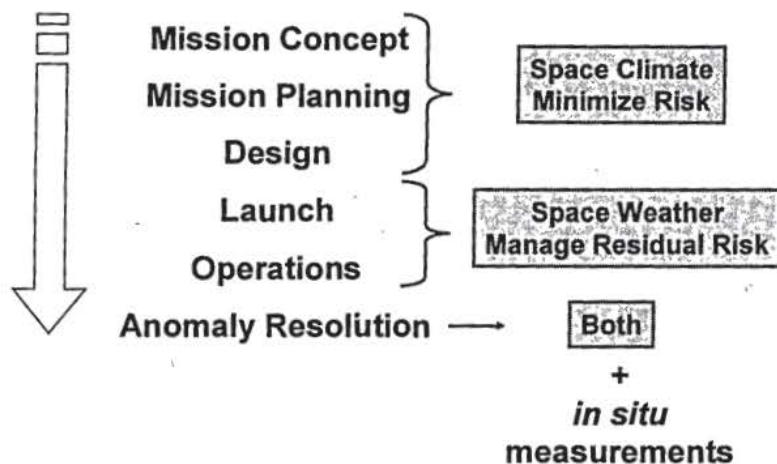 Mission Concept
Mission Planning
Design
Launch
Operations
Anomaly Resolution
Space Climate
Minimize Risk
Space Weather
Manage Residual Risk
Both
+
in situ
measurements